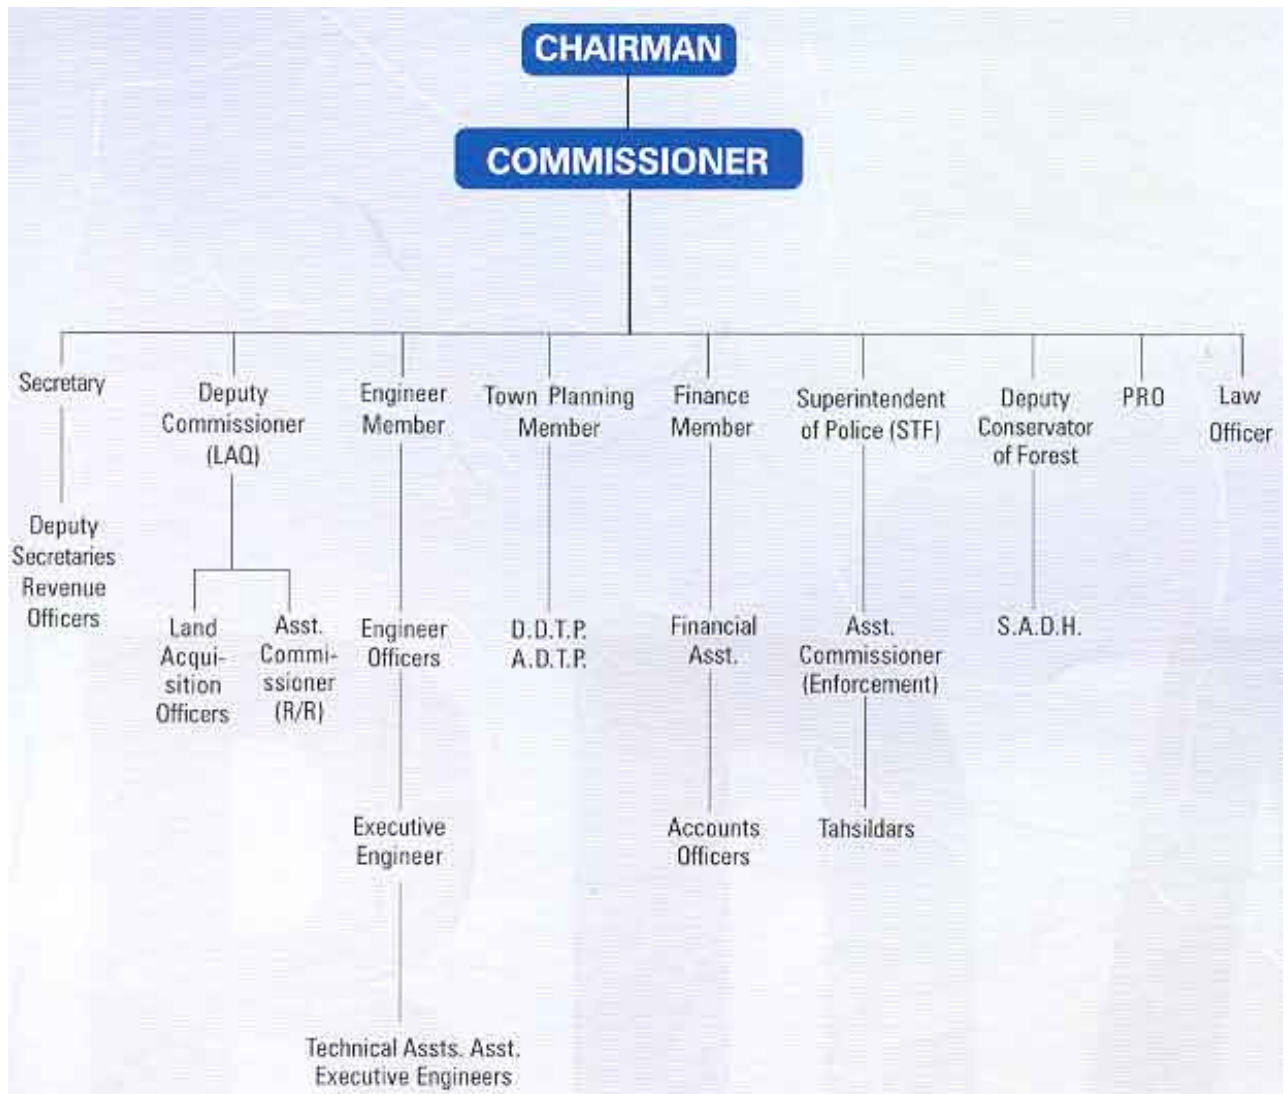 CHAIRMAN
COMMISSIONER
Secretary
Deputy
Secretaries
Revenue
Officers
Deputy
Commissioner
(LAQ)
Land
Acqui-
sition
Officers
Asst.
Commi-
ssioner
(R/R)
Engineer
Member
Engineer
Officers
Executive
Engineer
Technical Assts. Asst.
Executive Engineers
Town Planning
Member
D.D.T.P.
A.D.T.P.
Finance
Member
Financial
Asst.
Accounts
Officers
Superintendent
of Police (STF)
Asst.
Commissioner
(Enforcement)
Tahsildars
Deputy
Conservator
of Forest
S.A.D.H.
PRO
Law
Officer